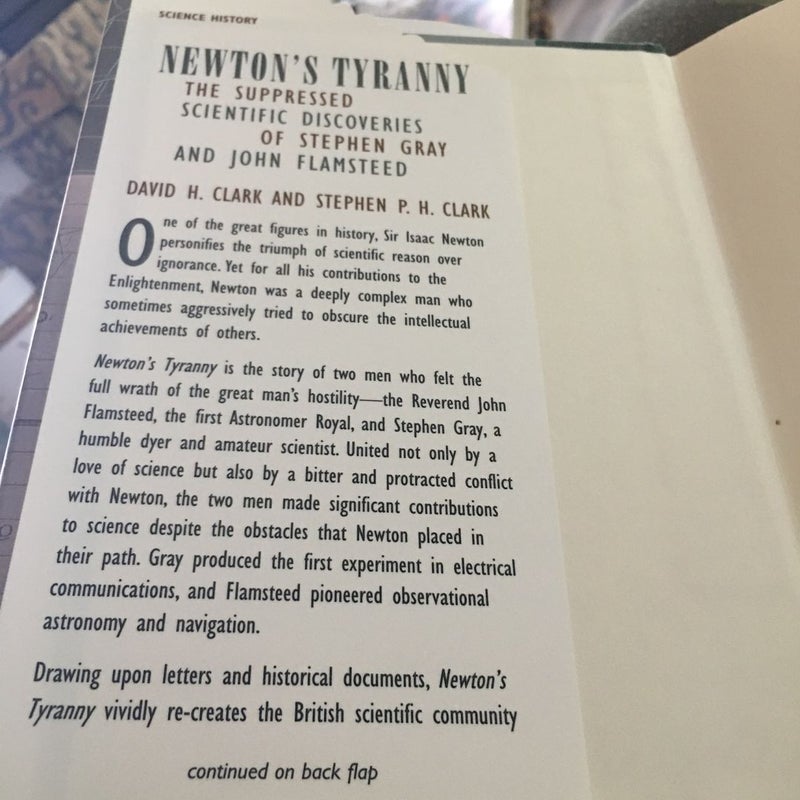 SCIENCE HISTORY
NEWTON'S TYRANNY
THE SUPPRESSED
SCIENTIFIC DISCOVERIES
OF STEPHEN GRAY
AND JOHN FLAMSTEED
DAVID H. CLARK AND STEPHEN P. H. CLARK
One of the great figures in history, Sir Isaac Newton
personifies the triumph of scientific reason over
ignorance. Yet for all his contributions to the
Enlightenment, Newton was a deeply complex man who
sometimes aggressively tried to obscure the intellectual
achievements of others.
Newton's Tyranny is the story of two men who felt the
full wrath of the great man's hostility—the Reverend John
Flamsteed, the first Astronomer Royal, and Stephen Gray, a
humble dyer and amateur scientist. United not only by a
love of science but also by a bitter and protracted conflict
with Newton, the two men made significant contributions
to science despite the obstacles that Newton placed in
their path. Gray produced the first experiment in electrical
communications, and Flamsteed pioneered observational
astronomy and navigation.
Drawing upon letters and historical documents, Newton's
Tyranny vividly re-creates the British scientific community
continued on back flap